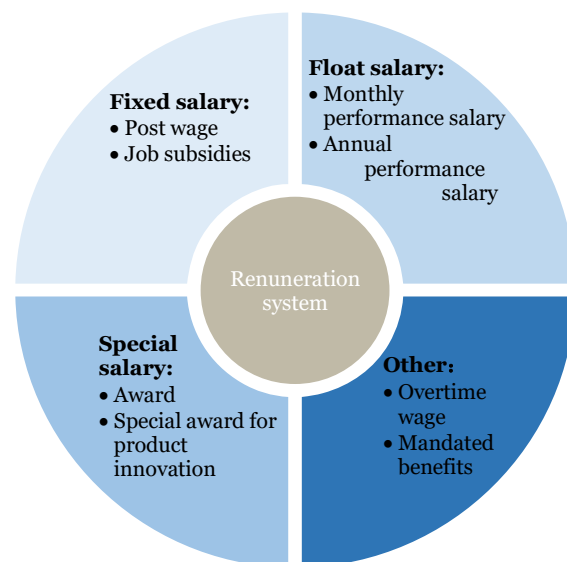 Fixed salary:
• Post wage
• Job subsidies
Float salary:
• Monthly
performance salary
• Annual
performance
salary
Renuneration
system
Special
salary:
• Award
• Special award for
product
innovation
Other:
• Overtime
wage
• Mandated
benefits